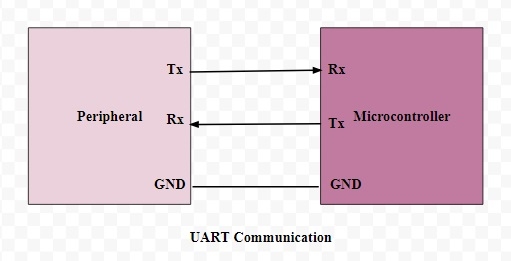 Tx
Rx
Peripheral
Rx
Tx
Microcontroller
GND
GND
UART Communication